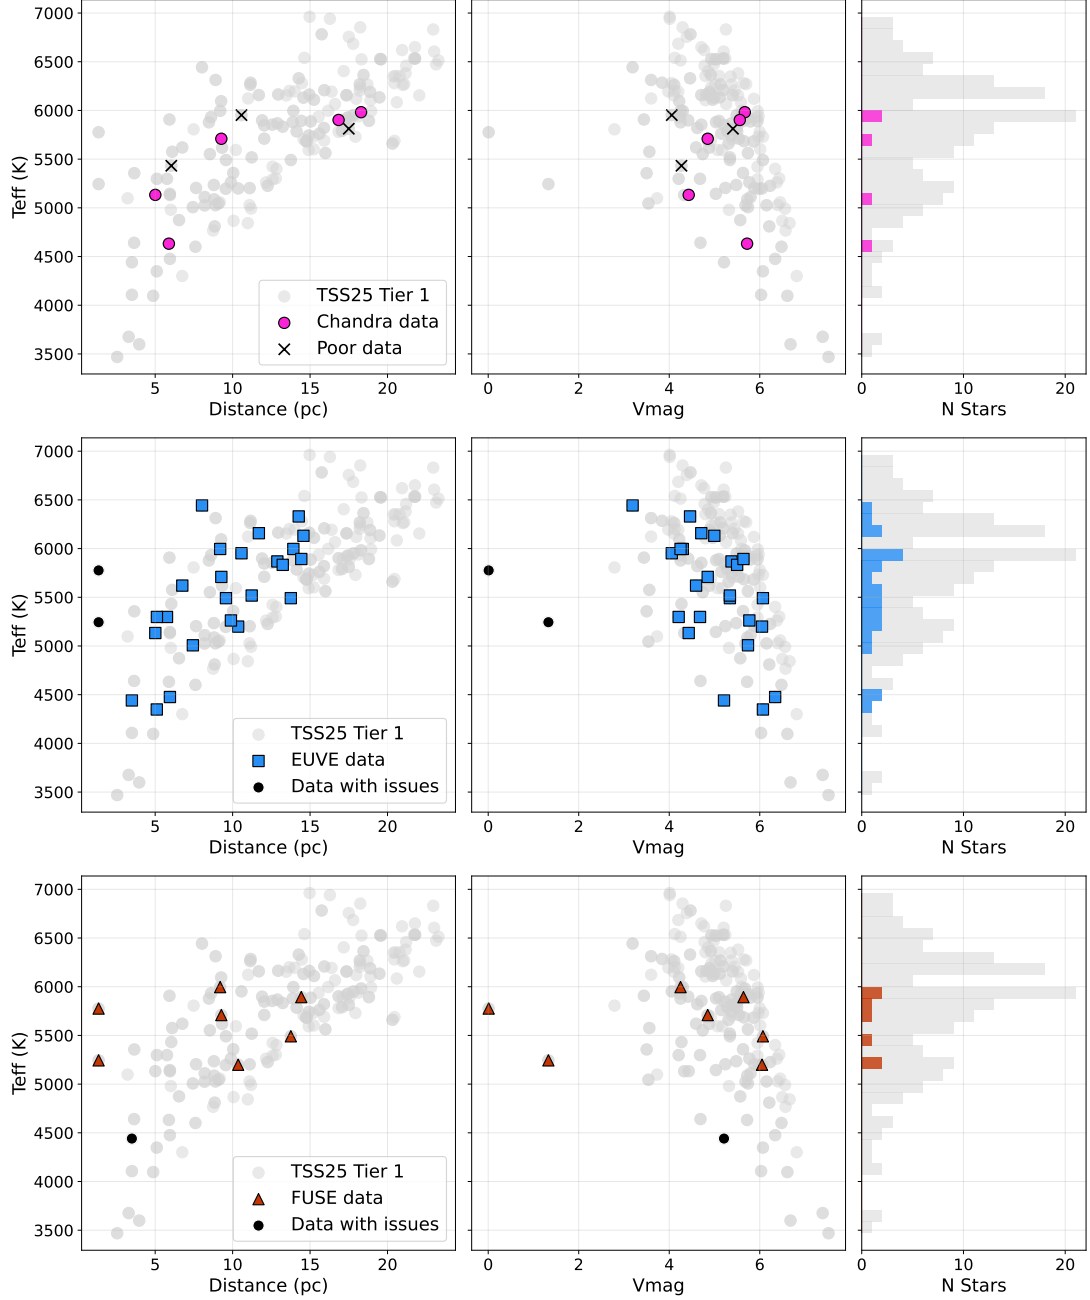 7000
6500
6000
5500
5000
4500
4000
3500
Teff (K)
TSS25 Tier 1
Chandra data
Poor data
5 10 15 20
Distance (pc)
0 2 4 6
Vmag
0 10 20
N Stars
7000
6500
6000
5500
5000
4500
4000
3500
Teff (K)
TSS25 Tier 1
EUVE data
Data with issues
5 10 15 20
Distance (pc)
0 2 4 6
Vmag
0 10 20
N Stars
7000
6500
6000
5500
5000
4500
4000
3500
Teff (K)
TSS25 Tier 1
FUSE data
Data with issues
5 10 15 20
Distance (pc)
0 2 4 6
Vmag
0 10 20
N Stars